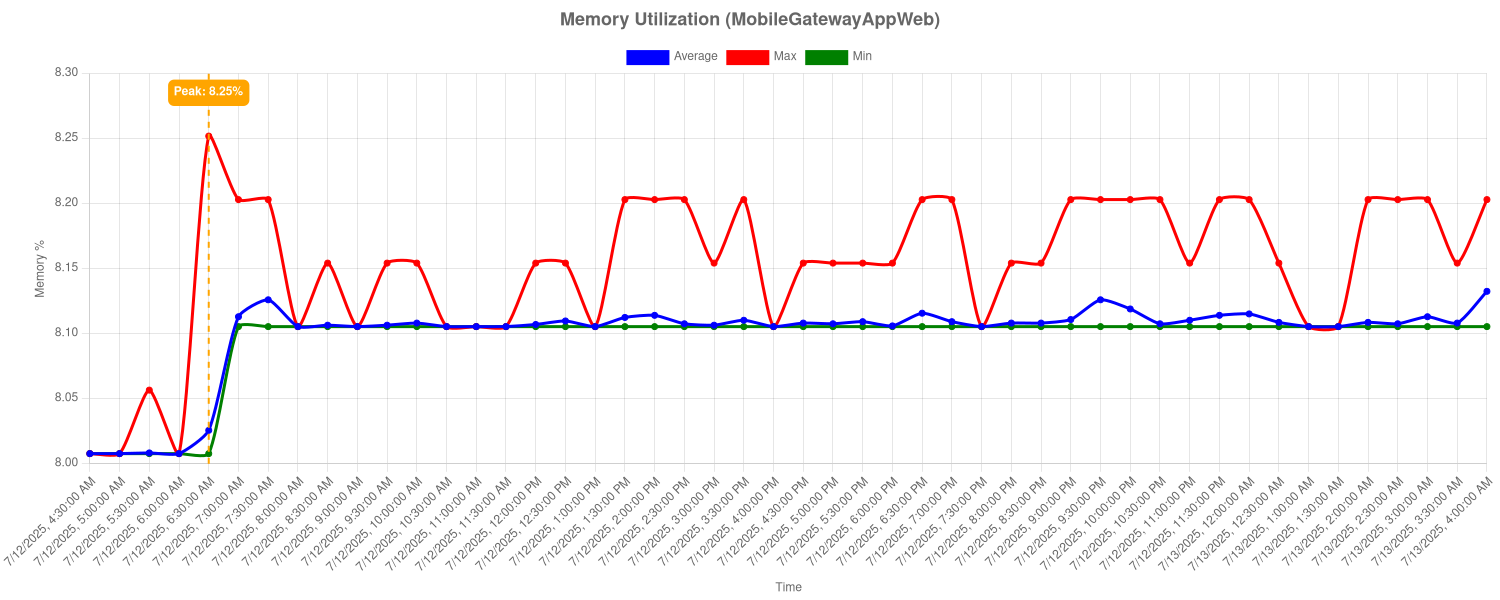 Memory Utilization (MobileGatewayAppWeb)
Average Max Min
Peak: 8.25%
8.30
8.25
8.20
8.15
8.10
8.05
8.00
Memory %
7/12/2025, 4:30:00 AM
7/12/2025, 5:00:00 AM
7/12/2025, 5:30:00 AM
7/12/2025, 6:00:00 AM
7/12/2025, 6:30:00 AM
7/12/2025, 7:00:00 AM
7/12/2025, 7:30:00 AM
7/12/2025, 8:00:00 AM
7/12/2025, 8:30:00 AM
7/12/2025, 9:00:00 AM
7/12/2025, 9:30:00 AM
7/12/2025, 10:00:00 AM
7/12/2025, 10:30:00 AM
7/12/2025, 11:00:00 AM
7/12/2025, 11:30:00 AM
7/12/2025, 12:00:00 PM
7/12/2025, 12:30:00 PM
7/12/2025, 1:00:00 PM
7/12/2025, 1:30:00 PM
7/12/2025, 2:00:00 PM
7/12/2025, 2:30:00 PM
7/12/2025, 3:00:00 PM
7/12/2025, 3:30:00 PM
7/12/2025, 4:00:00 PM
7/12/2025, 4:30:00 PM
7/12/2025, 5:00:00 PM
7/12/2025, 5:30:00 PM
7/12/2025, 6:00:00 PM
7/12/2025, 6:30:00 PM
7/12/2025, 7:00:00 PM
7/12/2025, 7:30:00 PM
7/12/2025, 8:00:00 PM
7/12/2025, 8:30:00 PM
7/12/2025, 9:00:00 PM
7/12/2025, 9:30:00 PM
7/12/2025, 10:00:00 PM
7/12/2025, 10:30:00 PM
7/12/2025, 11:00:00 PM
7/12/2025, 11:30:00 PM
7/13/2025, 12:00:00 AM
7/13/2025, 12:30:00 AM
7/13/2025, 1:00:00 AM
7/13/2025, 1:30:00 AM
7/13/2025, 2:00:00 AM
7/13/2025, 2:30:00 AM
7/13/2025, 3:00:00 AM
7/13/2025, 3:30:00 AM
7/13/2025, 4:00:00 AM
Time